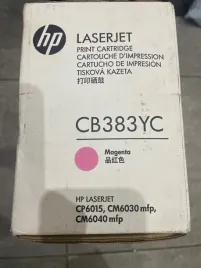 hp
LASERJET
PRINT CARTRIDGE
CARTOUCHE D'IMPRESSION
CARTUCHO DE IMPRESIÓN
TISKOVÁ KAZETA
打印硒鼓
CB383YC
Magenta
品红色
HP LASERJET
CP6015, CM6030 mfp,
CM6040 mfp